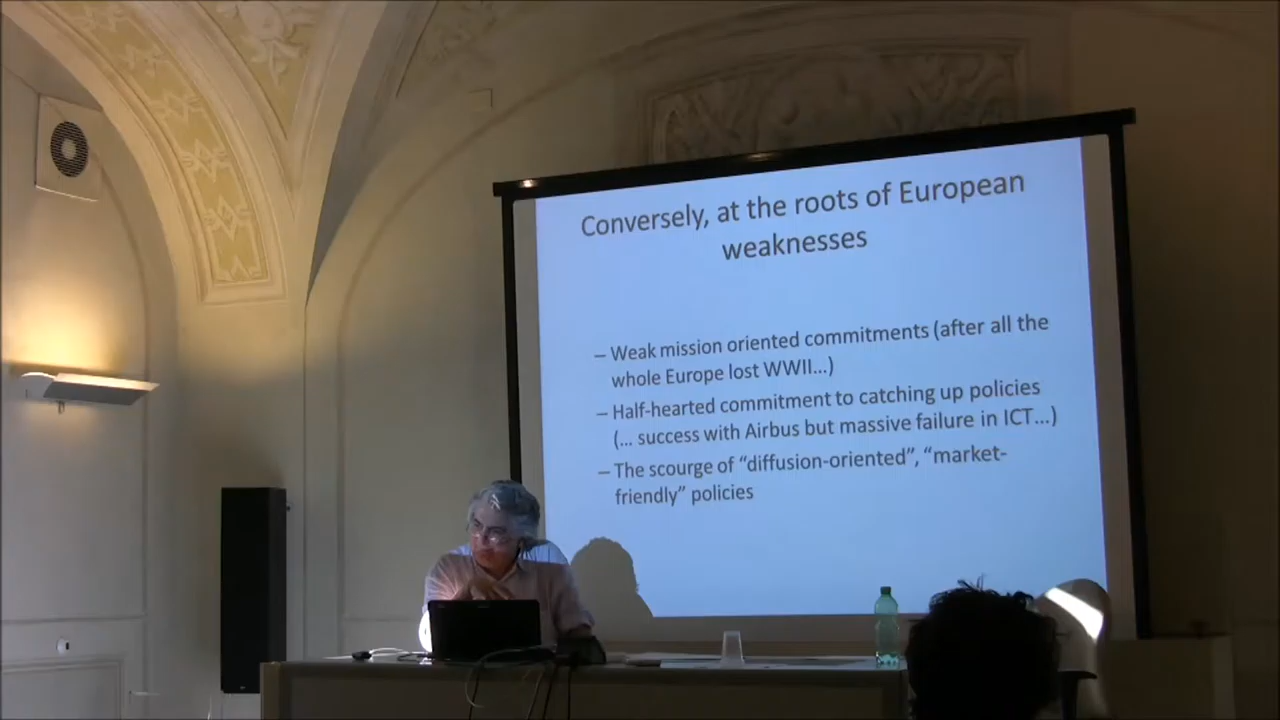 Conversely, at the roots of European
weaknesses
– Weak mission oriented commitments (after all the
whole Europe lost WWII...)
– Half-hearted commitment to catching up policies
(... success with Airbus but massive failure in ICT...)
– The scourge of “diffusion-oriented”, “market-
friendly” policies